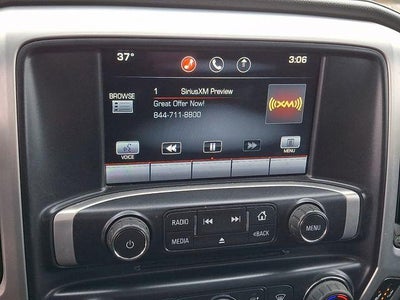 37° 3:06
1 SiriusXM Preview
BROWSE
Great Offer Now!
844-711-8800
((XM))
VOICE
MENU
RADIO
MEDIA
BACK
MENU